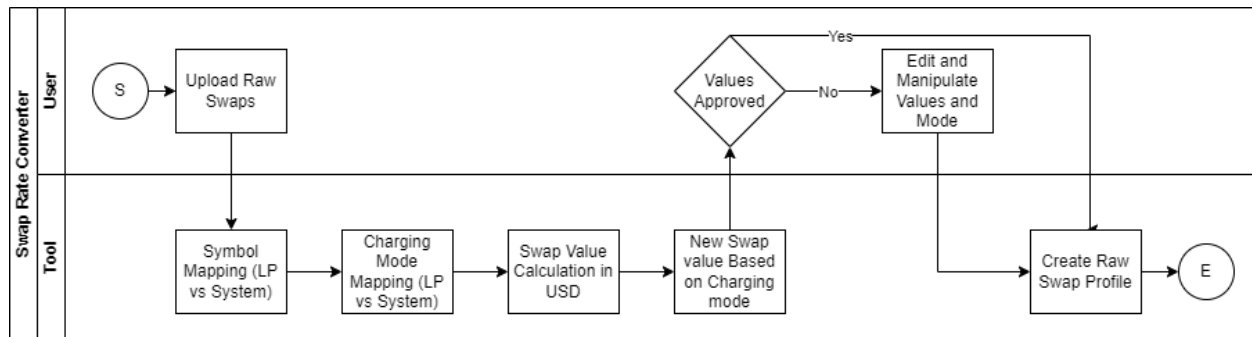 Swap Rate Converter
User
S
Upload Raw
Swaps
Values
Approved
Yes
No
Edit and
Manipulate
Values and
Mode
Tool
Symbol
Mapping (LP
vs System)
Charging
Mode
Mapping (LP
vs System)
Swap Value
Calculation in
USD
New Swap
value Based
on Charging
mode
Create Raw
Swap Profile
E